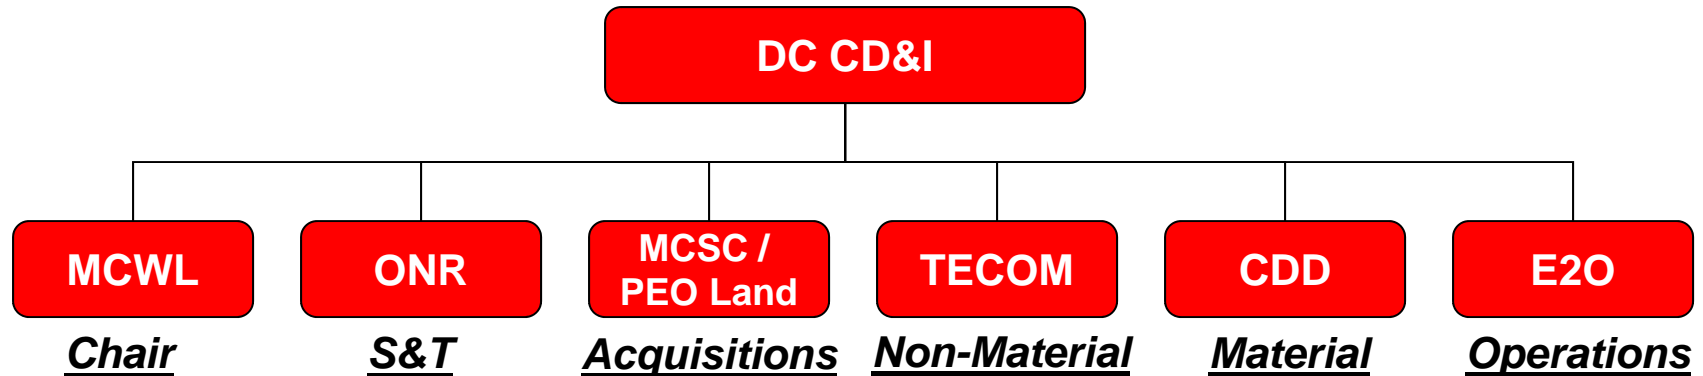 DC CD&I
MCWL
ONR
MCSC /
PEO Land
TECOM
CDD
E2O
Chair
S&T
Acquisitions
Non-Material
Material
Operations